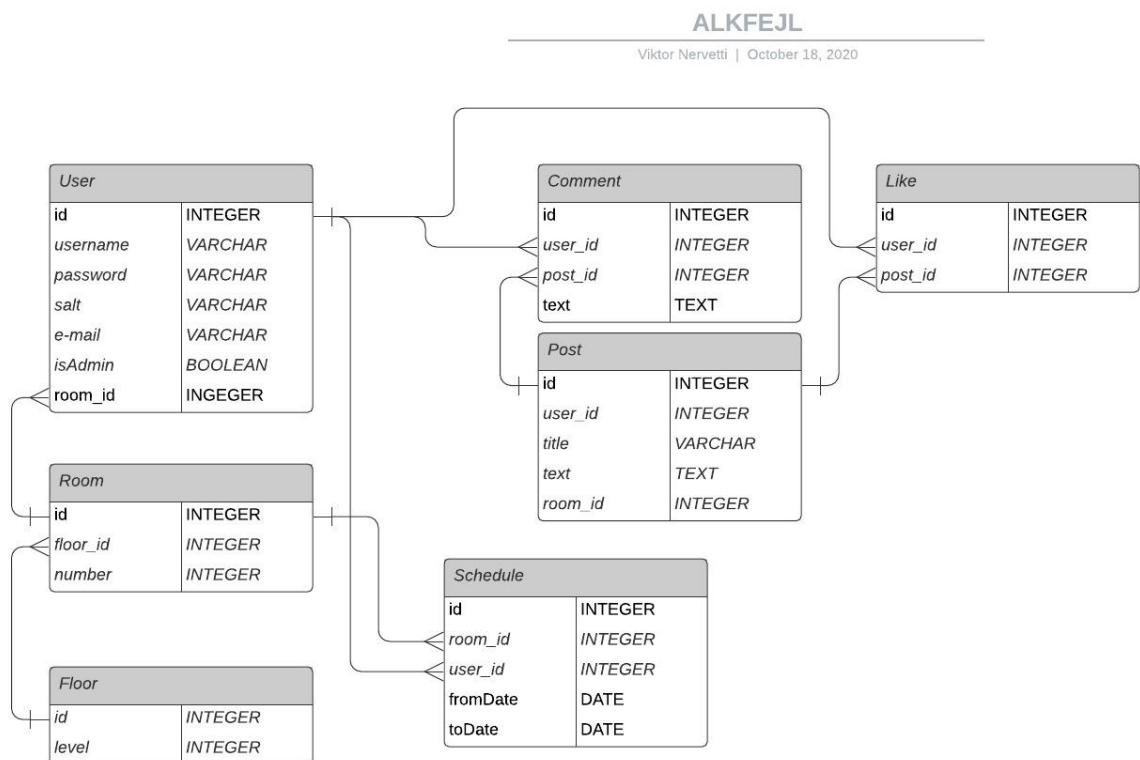 ALKFEJL
Viktor Nervetti | October 18, 2020
User
id INTEGER
username VARCHAR
password VARCHAR
salt VARCHAR
e-mail VARCHAR
isAdmin BOOLEAN
room_id INGEGER
Comment
id INTEGER
user_id INTEGER
post_id INTEGER
text TEXT
Like
id INTEGER
user_id INTEGER
post_id INTEGER
Post
id INTEGER
user_id INTEGER
title VARCHAR
text TEXT
room_id INTEGER
Room
id INTEGER
floor_id INTEGER
number INTEGER
Schedule
id INTEGER
room_id INTEGER
user_id INTEGER
fromDate DATE
toDate DATE
Floor
id INTEGER
level INTEGER